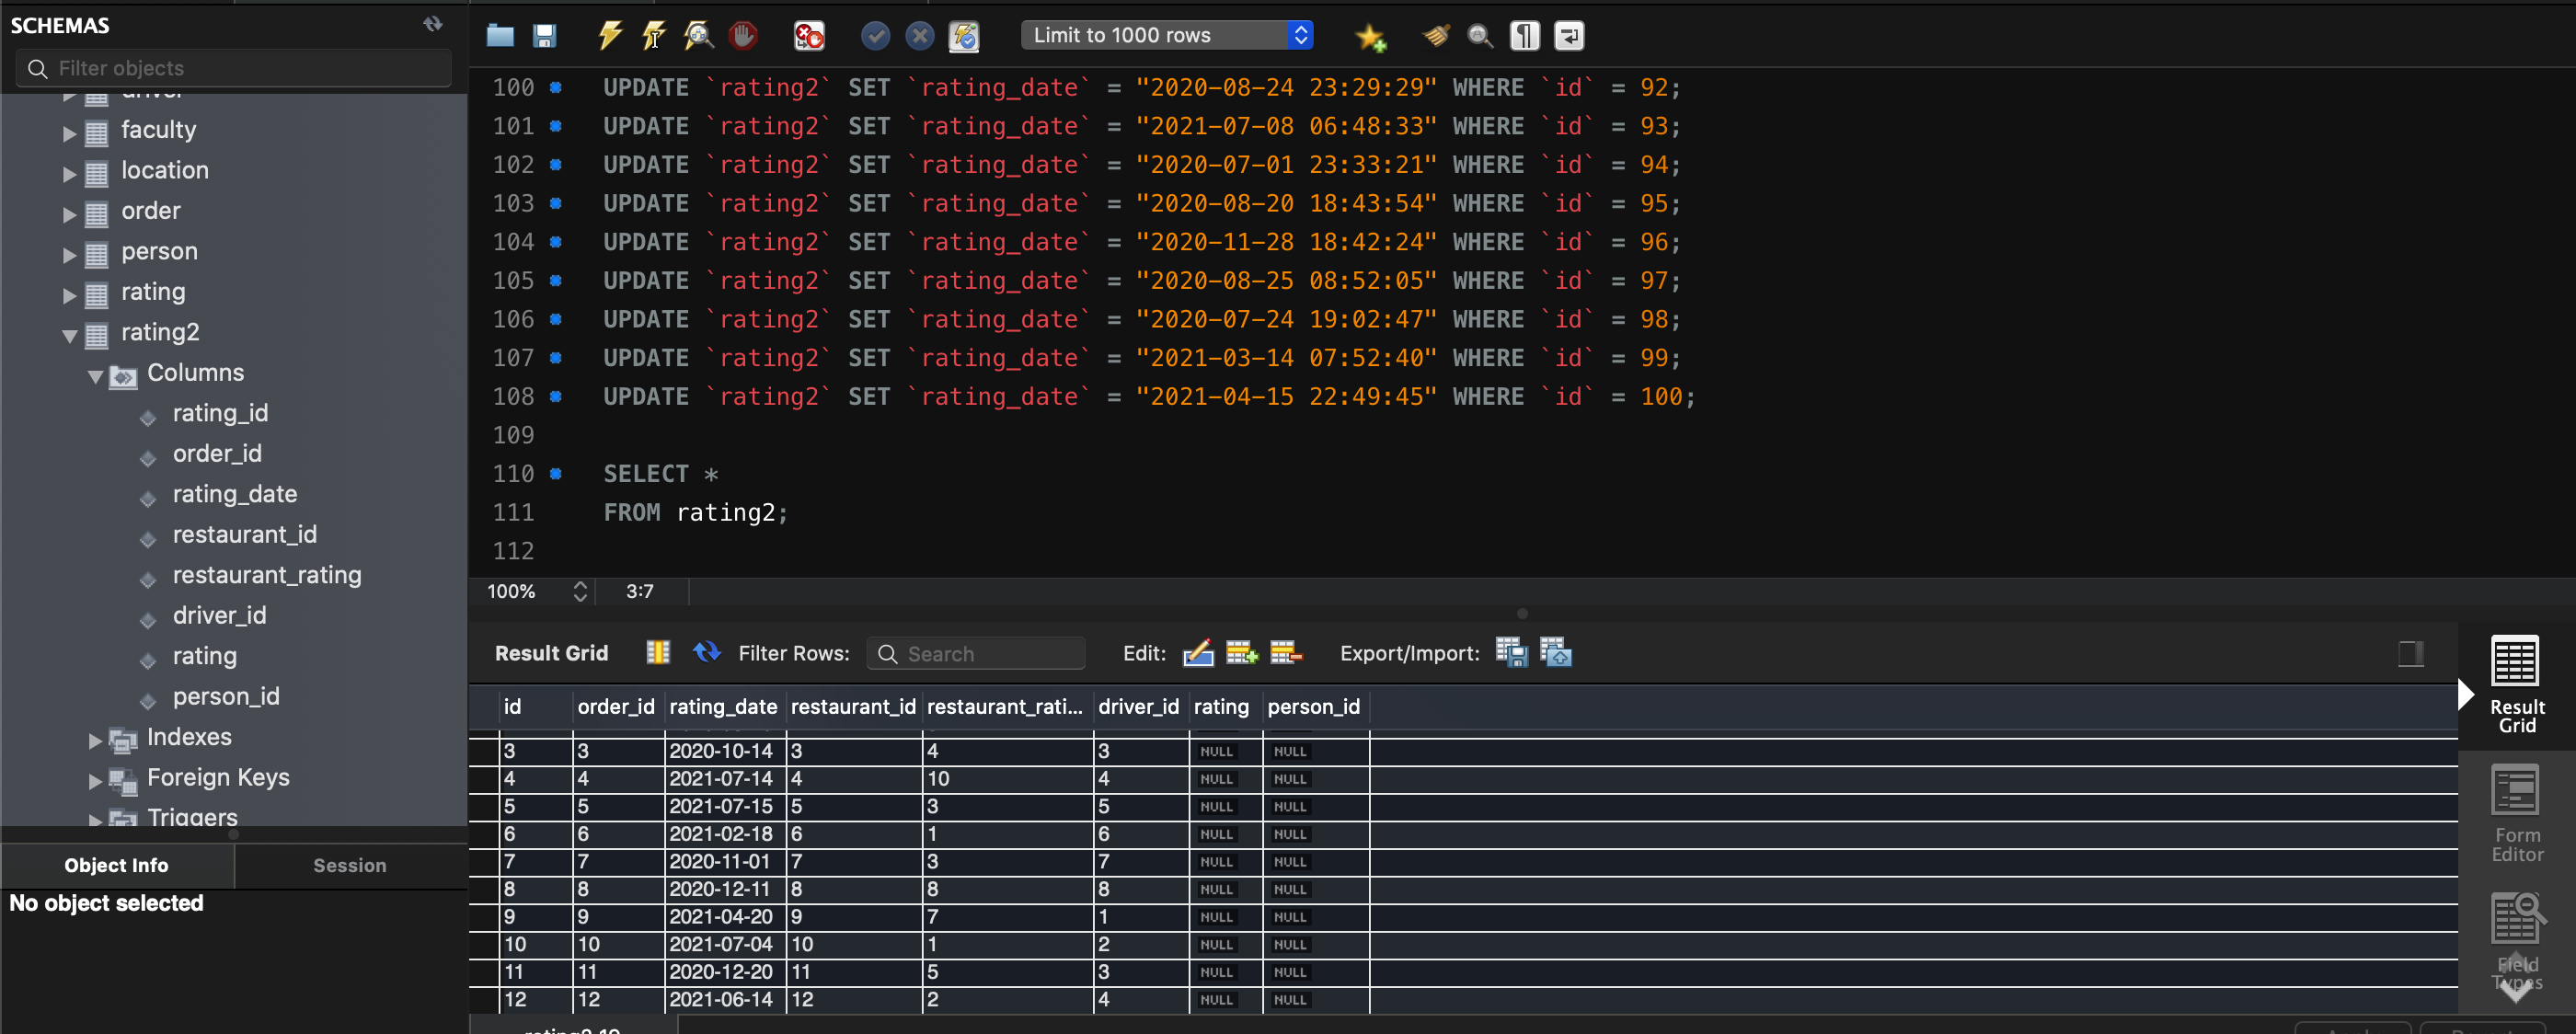 SCHEMAS
Filter objects
driver
faculty
location
order
person
rating
rating2
Columns
rating_id
order_id
rating_date
restaurant_id
restaurant_rating
driver_id
rating
person_id
Indexes
Foreign Keys
Triggers
Object Info Session
No object selected
Limit to 1000 rows
100 UPDATE `rating2` SET `rating_date` = "2020-08-24 23:29:29" WHERE `id` = 92;
101 UPDATE `rating2` SET `rating_date` = "2021-07-08 06:48:33" WHERE `id` = 93;
102 UPDATE `rating2` SET `rating_date` = "2020-07-01 23:33:21" WHERE `id` = 94;
103 UPDATE `rating2` SET `rating_date` = "2020-08-20 18:43:54" WHERE `id` = 95;
104 UPDATE `rating2` SET `rating_date` = "2020-11-28 18:42:24" WHERE `id` = 96;
105 UPDATE `rating2` SET `rating_date` = "2020-08-25 08:52:05" WHERE `id` = 97;
106 UPDATE `rating2` SET `rating_date` = "2020-07-24 19:02:47" WHERE `id` = 98;
107 UPDATE `rating2` SET `rating_date` = "2021-03-14 07:52:40" WHERE `id` = 99;
108 UPDATE `rating2` SET `rating_date` = "2021-04-15 22:49:45" WHERE `id` = 100;
109
110 SELECT *
111 FROM rating2;
112
100% 3:7
Result Grid Filter Rows: Search Edit: Export/Import:
id order_id rating_date restaurant_id restaurant_rati... driver_id rating person_id
3 3 2020-10-14 3 4 3 NULL NULL
4 4 2021-07-14 4 10 4 NULL NULL
5 5 2021-07-15 5 3 5 NULL NULL
6 6 2021-02-18 6 1 6 NULL NULL
7 7 2020-11-01 7 3 7 NULL NULL
8 8 2020-12-11 8 8 8 NULL NULL
9 9 2021-04-20 9 7 1 NULL NULL
10 10 2021-07-04 10 1 2 NULL NULL
11 11 2020-12-20 11 5 3 NULL NULL
12 12 2021-06-14 12 2 4 NULL NULL
Result
Grid
Form
Editor
Field
Types